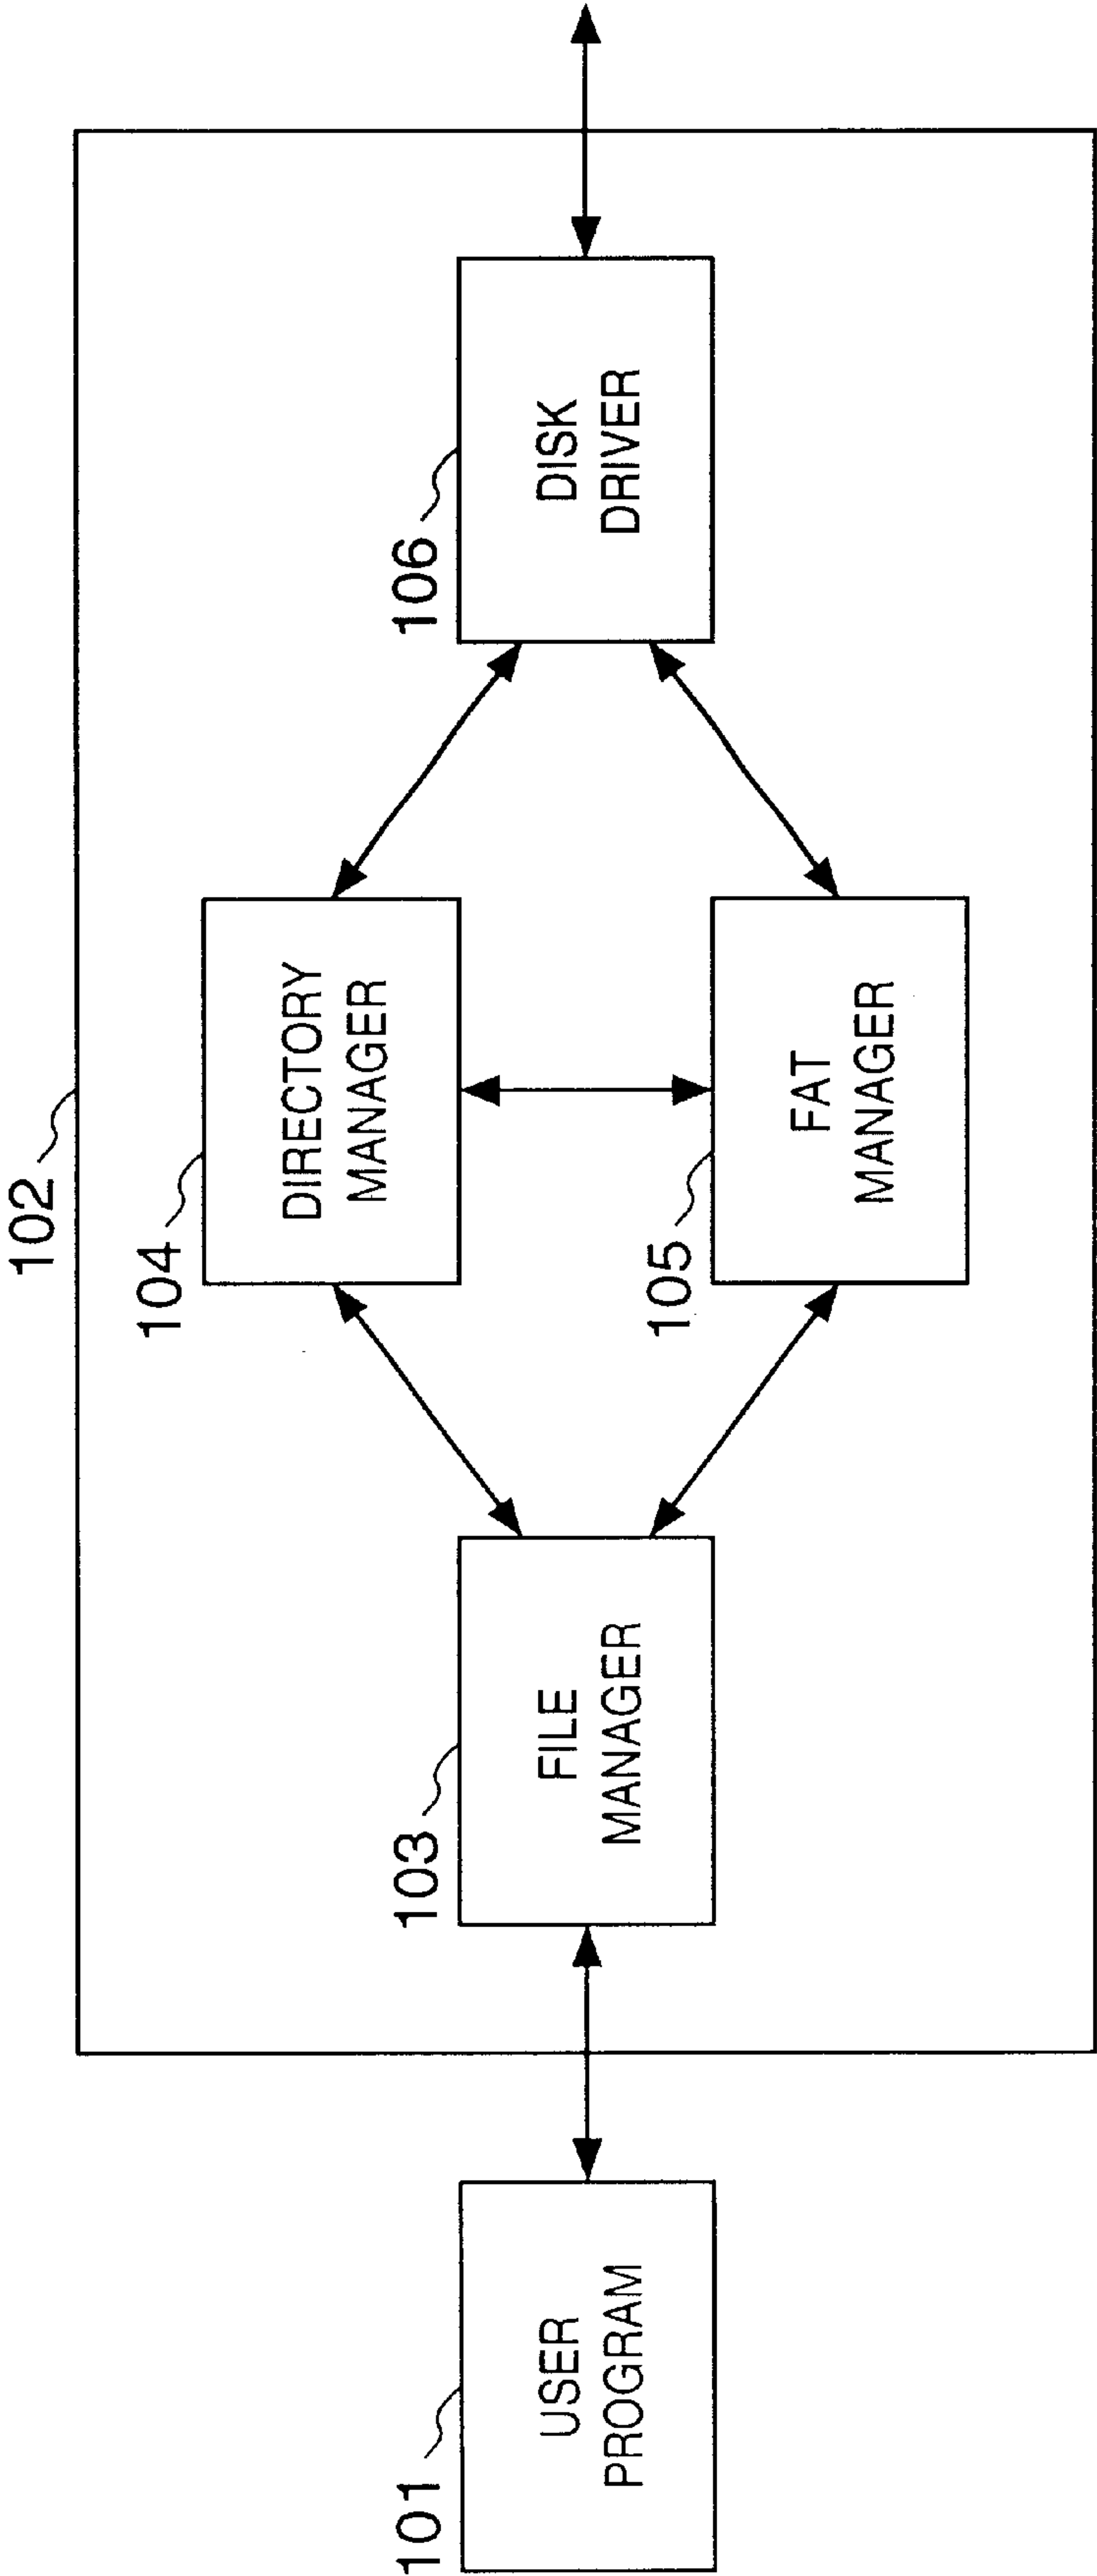 102
104
DIRECTORY
MANAGER
103
FILE
MANAGER
106
DISK
DRIVER
101
USER
PROGRAM
105
FAT
MANAGER